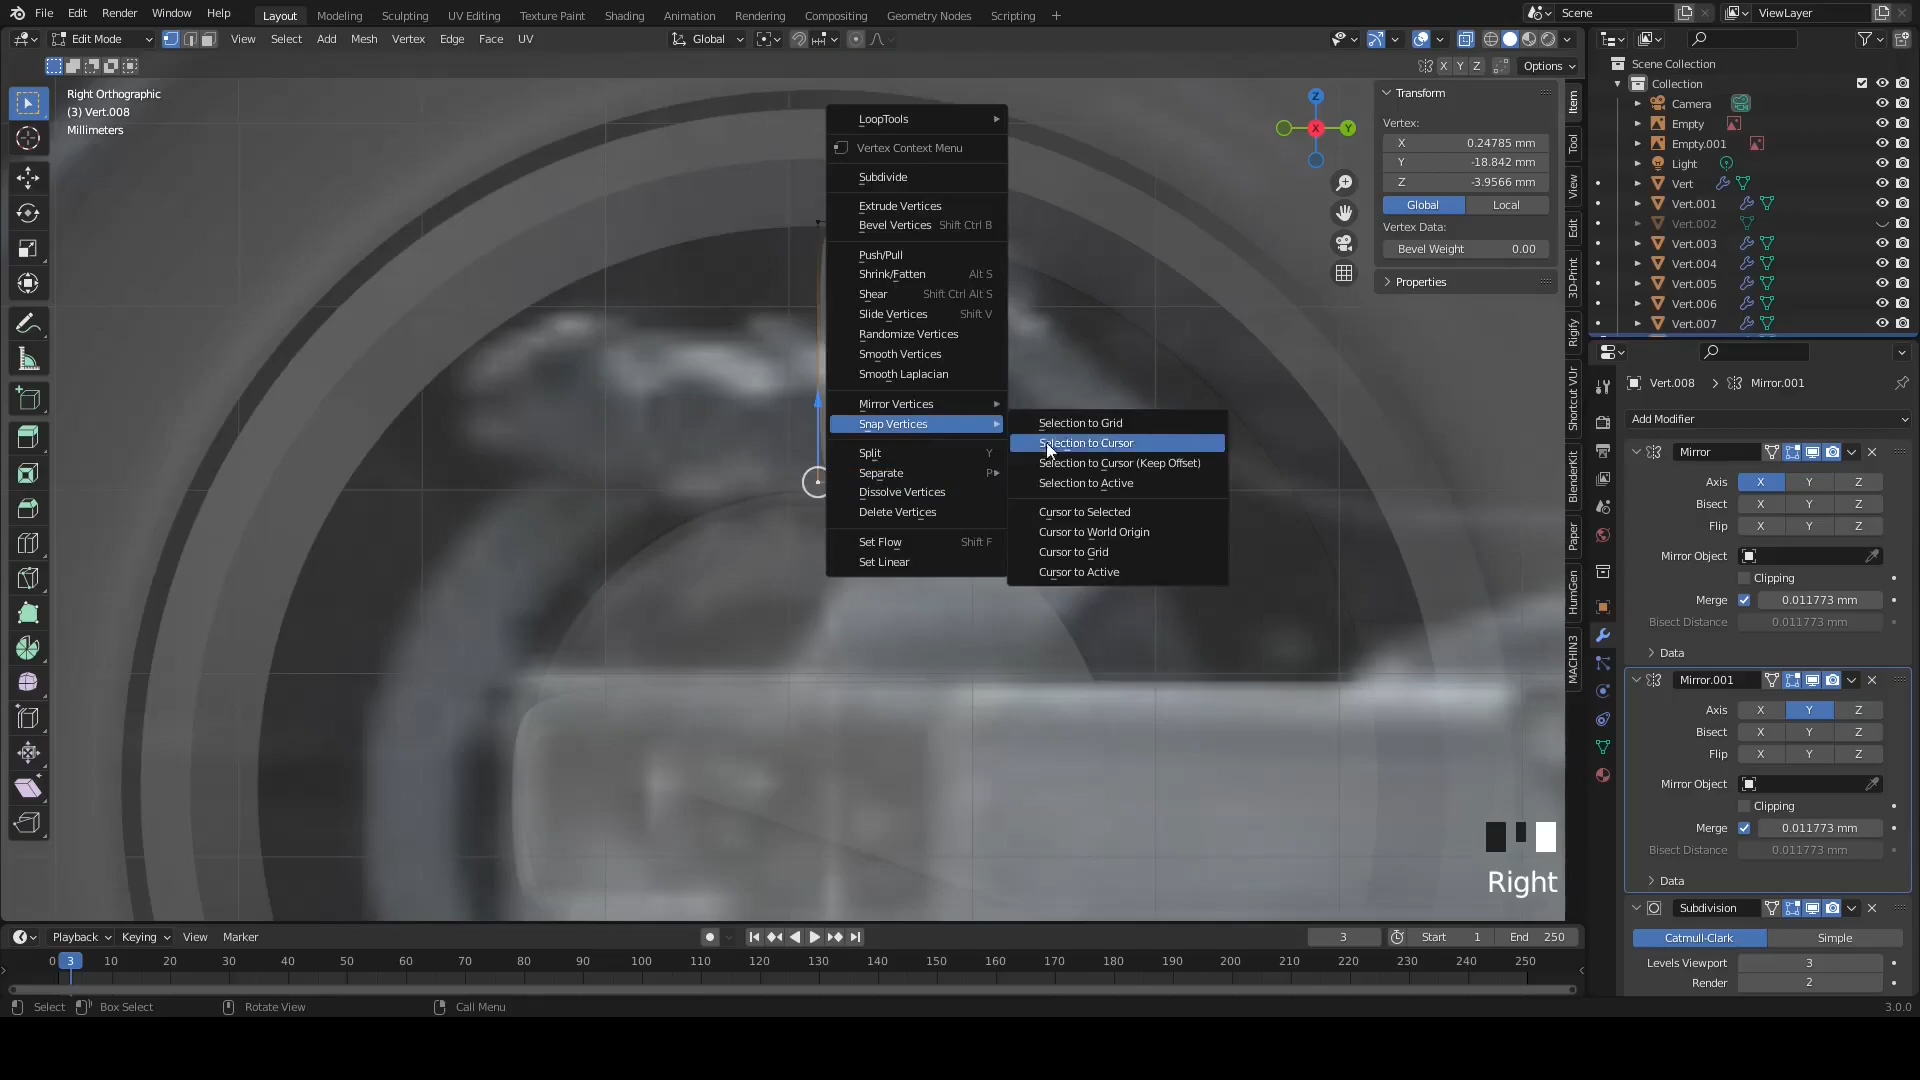 File Edit Render Window Help Layout Modeling Sculpting UV Editing Texture Paint Shading Animation Rendering Compositing Geometry Nodes Scripting + Scene ViewLayer
Edit Mode View Select Add Mesh Vertex Edge Face UV Global
X Y Z Options
Right Orthographic
(3) Vert.008
Millimeters
LoopTools
Vertex Context Menu
Subdivide
Extrude Vertices
Bevel Vertices Shift Ctrl B
Push/Pull
Shrink/Fatten Alt S
Shear Shift Ctrl Alt S
Slide Vertices Shift V
Randomize Vertices
Smooth Vertices
Smooth Laplacian
Mirror Vertices
Snap Vertices
Split Y
Separate P
Dissolve Vertices
Delete Vertices
Set Flow Shift F
Set Linear
Selection to Grid
Selection to Cursor
Selection to Cursor (Keep Offset)
Selection to Active
Cursor to Selected
Cursor to World Origin
Cursor to Grid
Cursor to Active
Z
X
Y
Transform
Vertex:
X 0.24785 mm
Y -18.842 mm
Z -3.9566 mm
Global Local
Vertex Data:
Bevel Weight 0.00
Properties
Item
Tool
View
Edit
3D-Print
Rigify
Shortcut VUr
BlenderKit
Paper
HumGen
MACHIN3
Right
Scene Collection
Collection
Camera
Empty
Empty.001
Light
Vert
Vert.001
Vert.002
Vert.003
Vert.004
Vert.005
Vert.006
Vert.007
Vert.008 > Mirror.001
Add Modifier
Mirror
Axis X Y Z
Bisect X Y Z
Flip X Y Z
Mirror Object
Clipping
Merge 0.011773 mm
Bisect Distance 0.011773 mm
Data
Mirror.001
Axis X Y Z
Bisect X Y Z
Flip X Y Z
Mirror Object
Clipping
Merge 0.011773 mm
Bisect Distance 0.011773 mm
Data
Subdivision
Catmull-Clark Simple
Levels Viewport 3
Render 2
Playback Keying View Marker 3 Start 1 End 250
0 3 10 20 30 40 50 60 70 80 90 100 110 120 130 140 150 160 170 180 190 200 210 220 230 240 250
Select Box Select Rotate View Call Menu 3.0.0